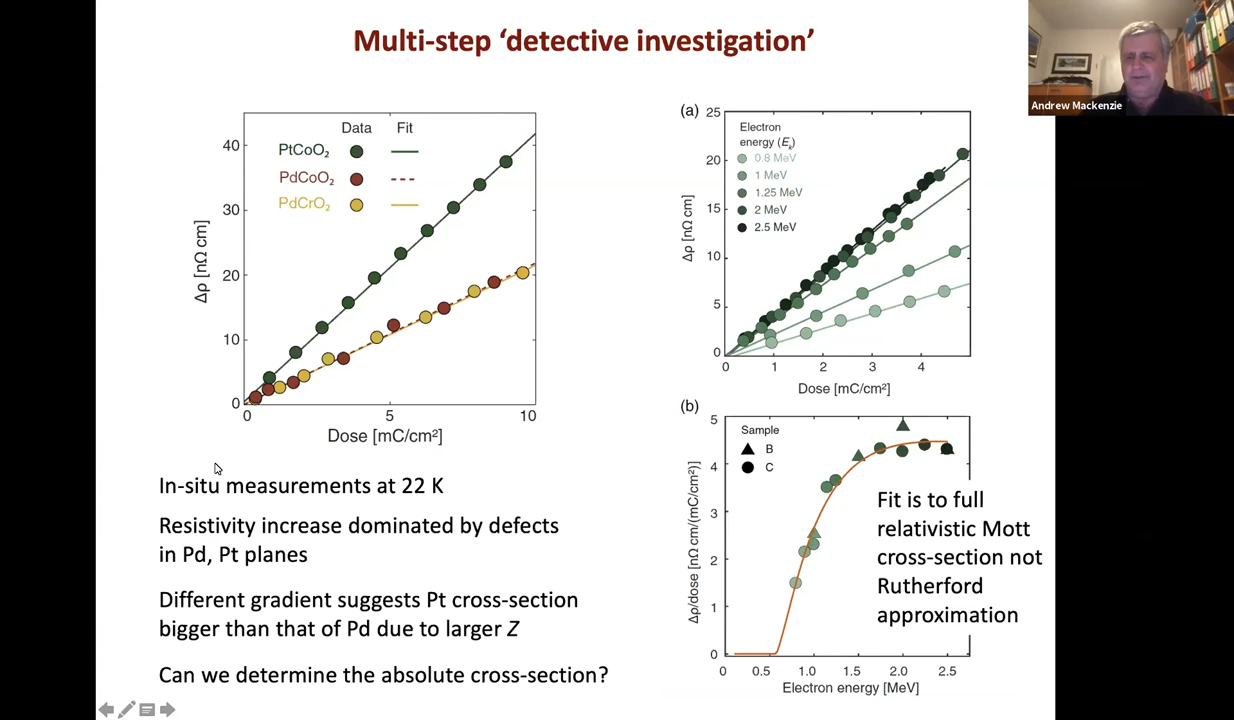 Multi-step ‘detective investigation’
Andrew Mackenzie
Data Fit
PtCoO₂
PdCoO₂
PdCrO₂
40
30
20
10
0
Δρ [nΩ cm]
0 5 10
Dose [mC/cm²]
In-situ measurements at 22 K
Resistivity increase dominated by defects
in Pd, Pt planes
Different gradient suggests Pt cross-section
bigger than that of Pd due to larger Z
Can we determine the absolute cross-section?
(a)
Electron
energy (Eₖ)
0.8 MeV
1 MeV
1.25 MeV
2 MeV
2.5 MeV
25
20
15
10
5
0
Δρ [nΩ cm]
0 1 2 3 4
Dose [mC/cm²]
(b)
Sample
B
C
5
4
3
2
1
0
Δρ/dose [nΩ cm/(mC/cm²)]
0 0.5 1.0 1.5 2.0 2.5
Electron energy [MeV]
Fit is to full
relativistic Mott
cross-section not
Rutherford
approximation